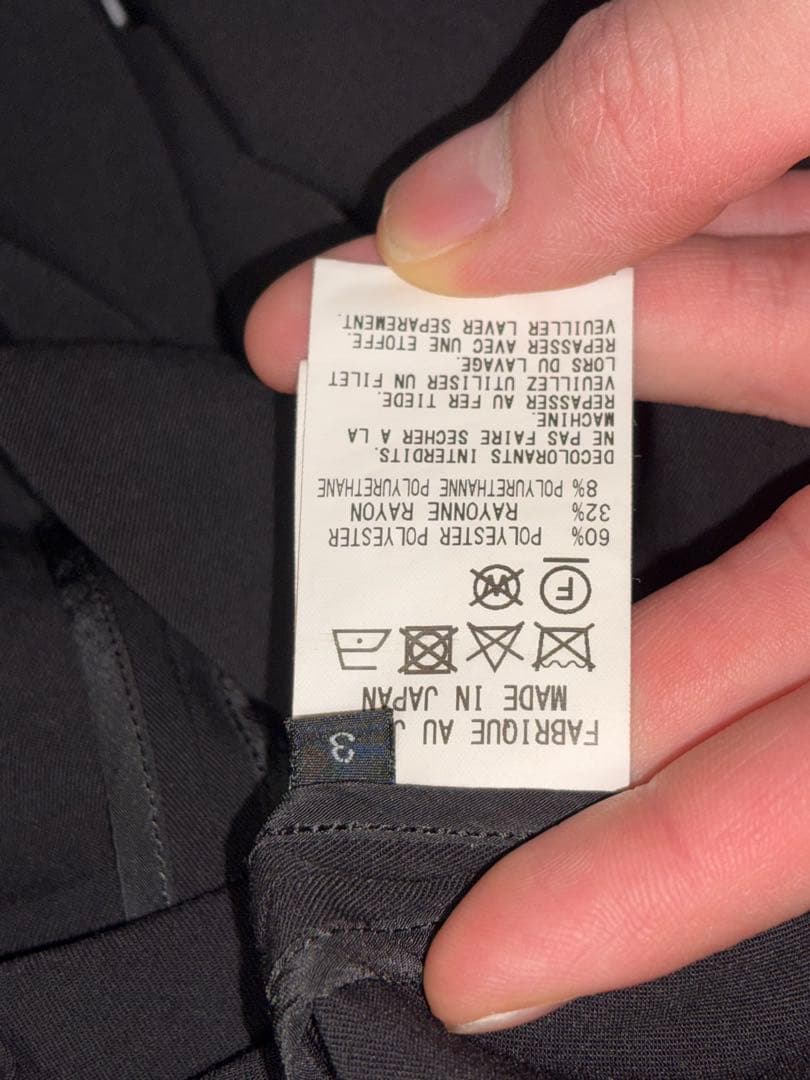 FABRIQUE AU J
MADE IN JAPAN
F W
60% POLYESTER POLYESTER
32% RAYONNE RAYON
8% POLYURETHANNE POLYURETHANE
DECOLORANTS INTERDITS.
NE PAS FAIRE SECHER A LA
MACHINE.
REPASSER AU FER TIEDE.
VEUILLEZ UTILISER UN FILET
LORS DU LAVAGE.
REPASSER AVEC UNE ETOFFE.
VEUILLER LAVER SEPAREMENT.
3